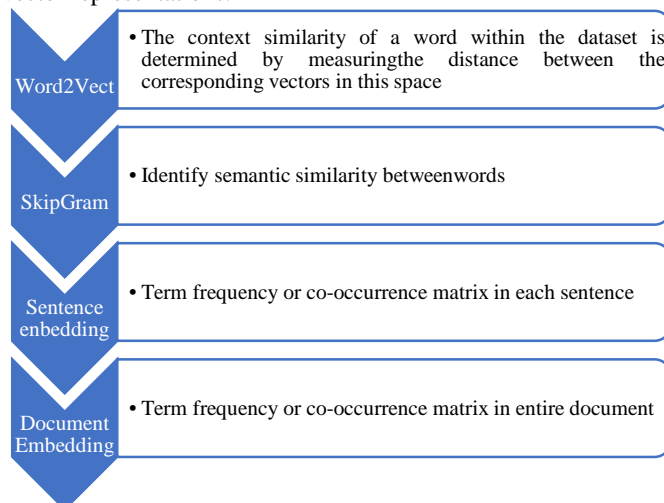 • The context similarity of a word within the dataset is
determined by measuringthe distance between the
corresponding vectors in this space
Word2Vect
• Identify semantic similarity betweenwords
SkipGram
• Term frequency or co-occurrence matrix in each sentence
Sentence
enbedding
• Term frequency or co-occurrence matrix in entire document
Document
Embedding